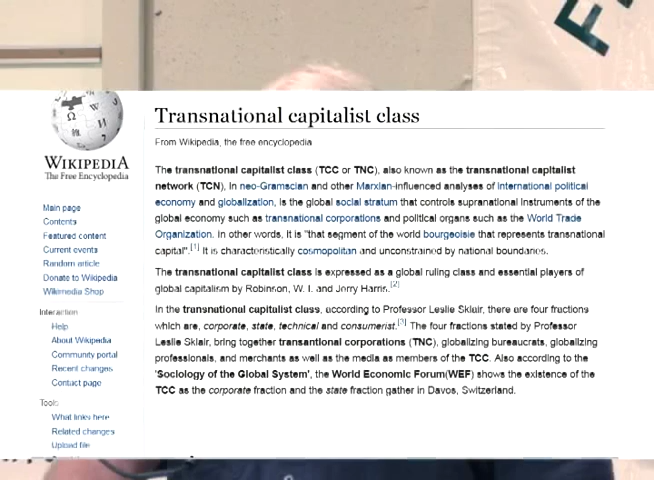 F
Transnational capitalist class
From Wikipedia, the free encyclopedia
WIKIPEDIA
The Free Encyclopedia
Main page
Contents
Featured content
Current events
Random article
Donate to Wikipedia
Wikimedia Shop
Interaction
Help
About Wikipedia
Community portal
Recent changes
Contact page
Tools
What links here
Related changes
Upload file
The transnational capitalist class (TCC or TNC), also known as the transnational capitalist
network (TCN), in neo-Gramscian and other Marxian-influenced analyses of international political
economy and globalization, is the global social stratum that controls supranational instruments of the
global economy such as transnational corporations and political organs such as the World Trade
Organization. In other words, it is "that segment of the world bourgeoisie that represents transnational
capital".[1] It is characteristically cosmopolitan and unconstrained by national boundaries.
The transnational capitalist class is expressed as a global ruling class and essential players of
global capitalism by Robinson, W. I. and Jerry Harris.[2]
In the transnational capitalist class, according to Professor Leslie Sklair, there are four fractions
which are, corporate, state, technical and consumerist.[3] The four fractions stated by Professor
Leslie Sklair, bring together transantional corporations (TNC), globalizing bureaucrats, globalizing
professionals, and merchants as well as the media as members of the TCC. Also according to the
'Sociology of the Global System', the World Economic Forum(WEF) shows the existence of the
TCC as the corporate fraction and the state fraction gather in Davos, Switzerland.